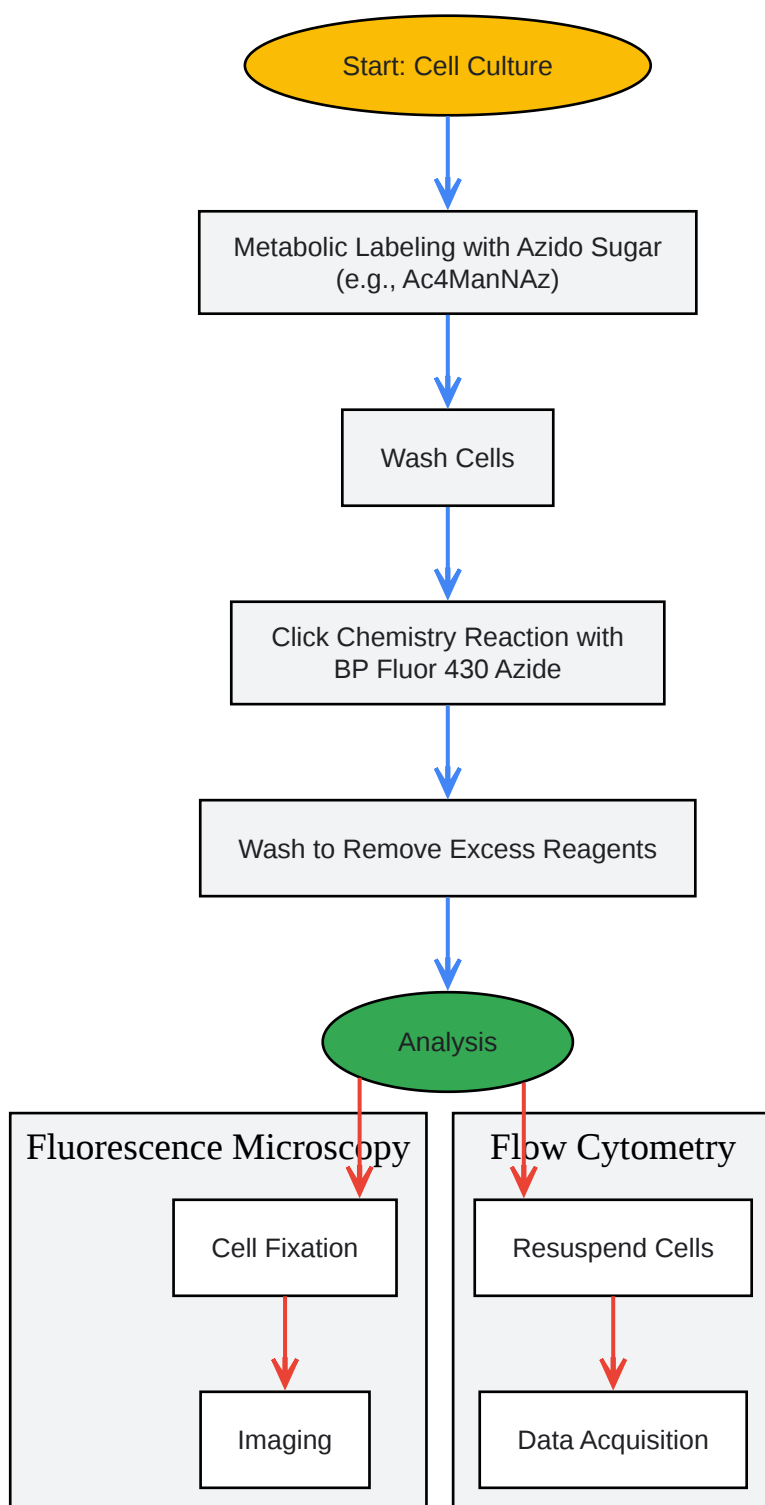 Start: Cell Culture
Metabolic Labeling with Azido Sugar
(e.g., Ac4ManNAz)
Wash Cells
Click Chemistry Reaction with
BP Fluor 430 Azide
Wash to Remove Excess Reagents
Analysis
Fluorescence Microscopy
Cell Fixation
Imaging
Flow Cytometry
Resuspend Cells
Data Acquisition